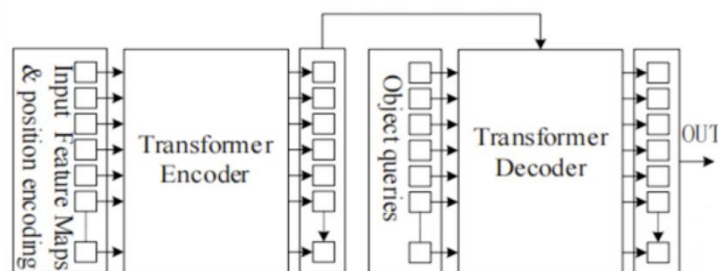 Input Feature Maps
& position encoding
Transformer
Encoder
Object queries
Transformer
Decoder
OUT